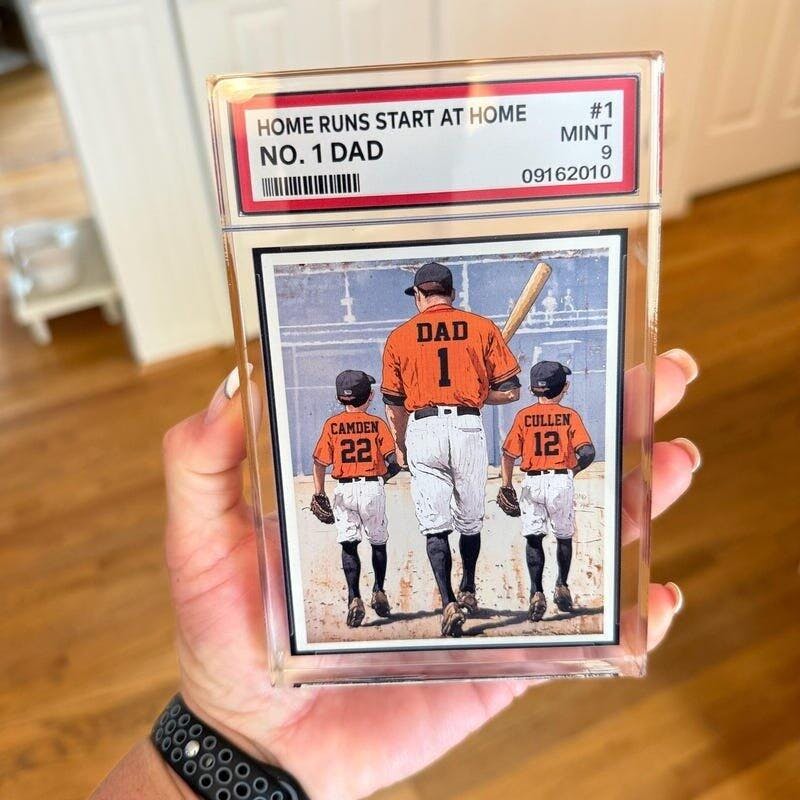 HOME RUNS START AT HOME
NO. 1 DAD
#1
MINT
9
09162010
DAD
1
CAMDEN
22
CULLEN
12